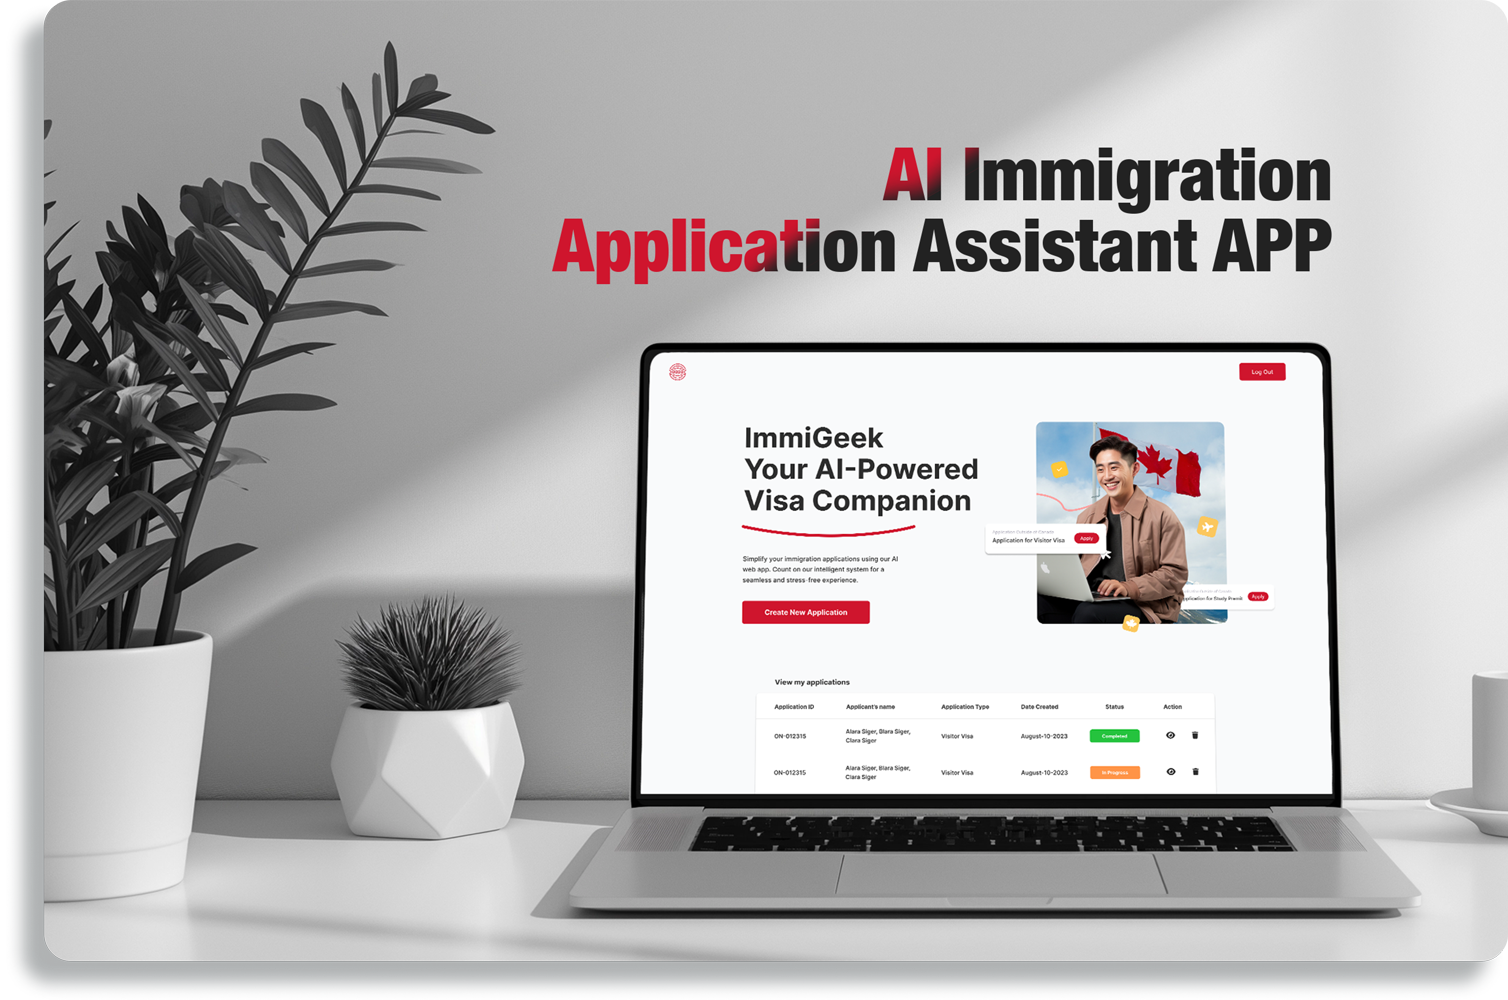 AI Immigration
Application Assistant APP
Log Out
ImmiGeek
Your AI-Powered
Visa Companion
Simplify your immigration applications using our AI
web app. Count on our intelligent system for a
seamless and stress-free experience.
Create New Application
Application for Visitor Visa
Apply
Application for Study Permit
Apply
View my applications
Application ID Applicant's name Application Type Date Created Status Action
ON-012315 Alara Siger, Blara Siger, Clara Siger Visitor Visa August-10-2023 Completed
ON-012315 Alara Siger, Blara Siger, Clara Siger Visitor Visa August-10-2023 In Progress